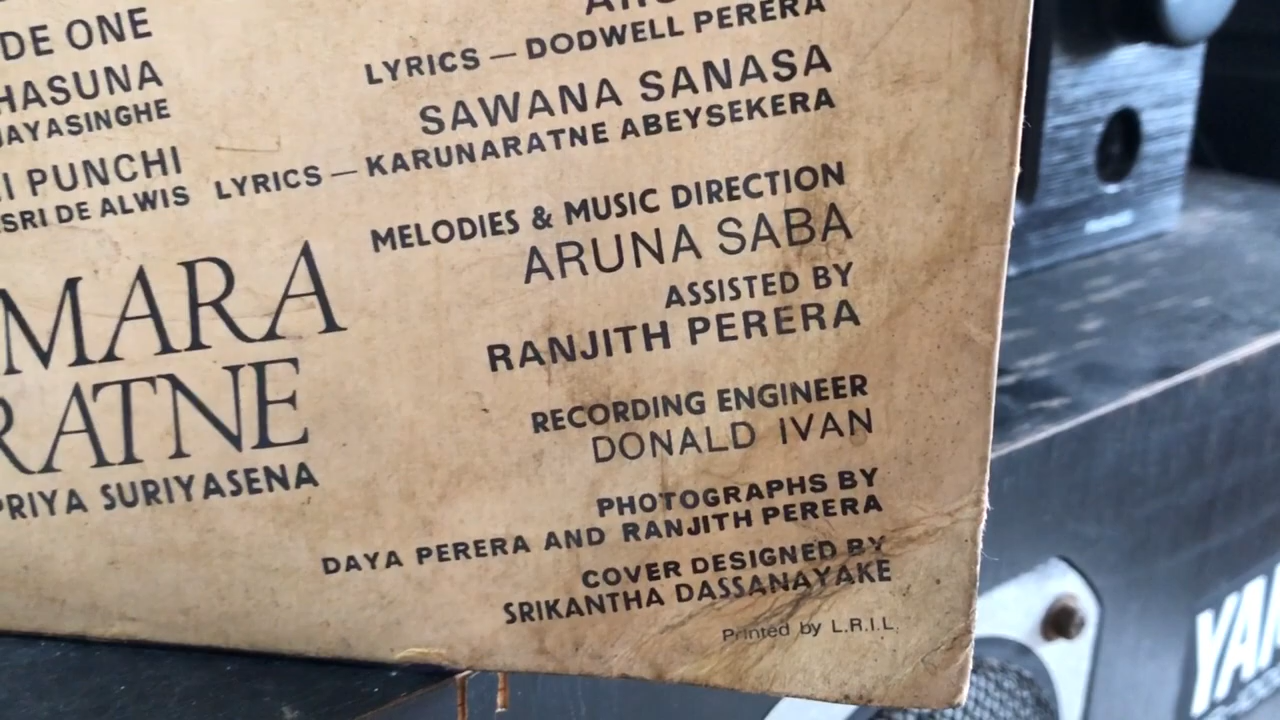 DE ONE
HASUNA
JAYASINGHE
I PUNCHI
SRI DE ALWIS
MARA
RATNE
PRIYA SURIYASENA
LYRICS — DODWELL PERERA
SAWANA SANASA
LYRICS — KARUNARATNE ABEYSEKERA
MELODIES & MUSIC DIRECTION
ARUNA SABA
ASSISTED BY
RANJITH PERERA
RECORDING ENGINEER
DONALD IVAN
PHOTOGRAPHS BY
DAYA PERERA AND RANJITH PERERA
COVER DESIGNED BY
SRIKANTHA DASSANAYAKE
Printed by L.R.I.L.